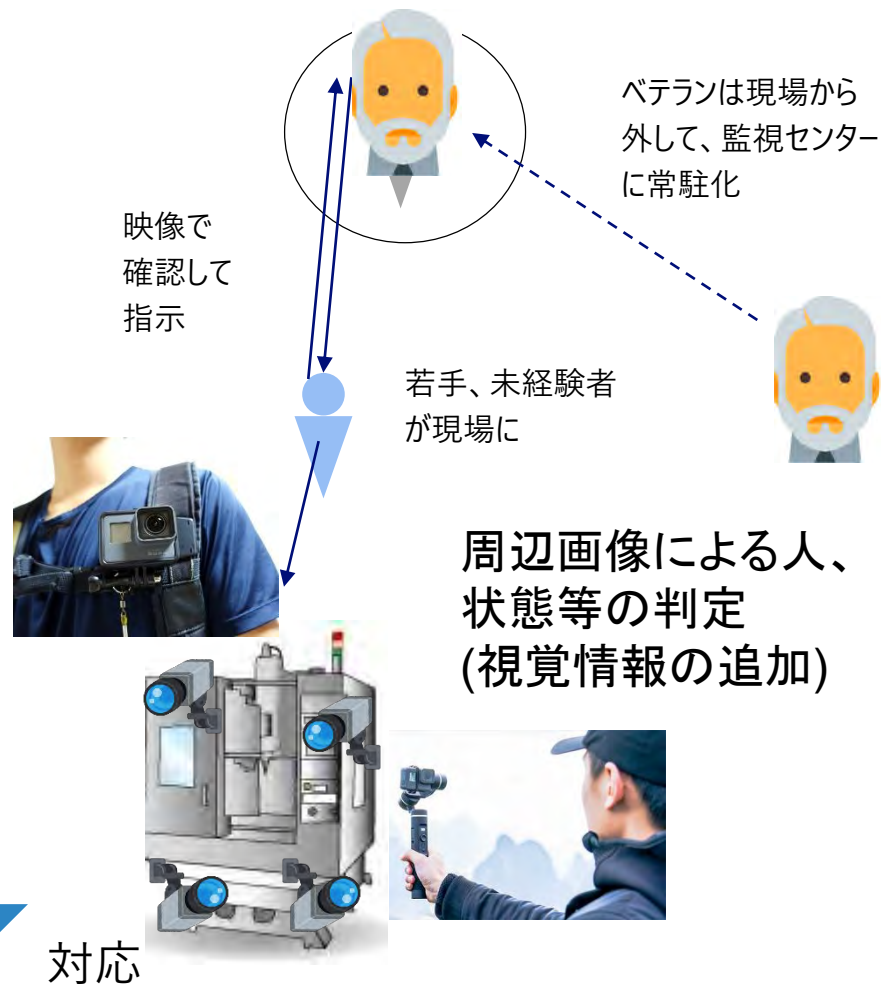 ベテランは現場から
外して、監視センター
に常駐化
映像で
確認して
指示
若手、未経験者
が現場に
周辺画像による人、
状態等の判定
(視覚情報の追加)
対応